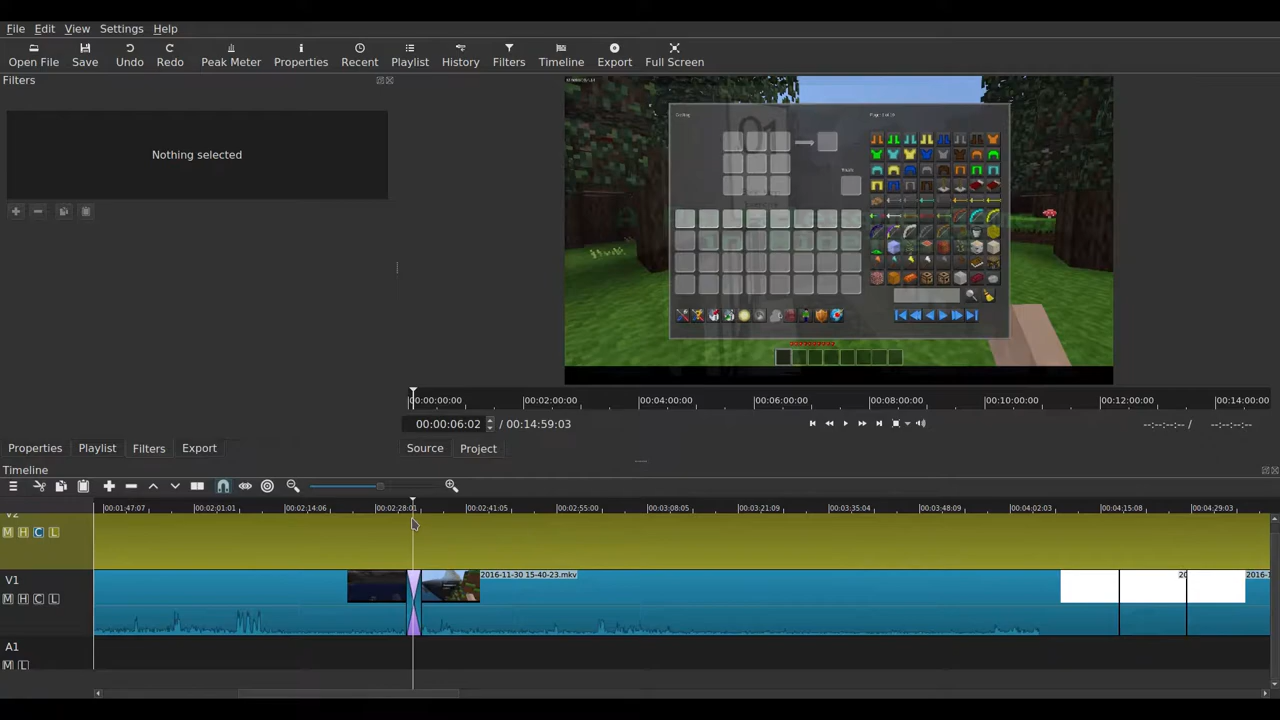 File Edit View Settings Help
Open File Save Undo Redo Peak Meter Properties Recent Playlist History Filters Timeline Export Full Screen
Filters
Nothing selected
01
00:00:00:00 00:02:00:00 00:04:00:00 00:06:00:00 00:08:00:00 00:10:00:00 00:12:00:00 00:14:00:00
00:00:06:02 / 00:14:59:03 --:--:--:-- / --:--:--:--
Properties Playlist Filters Export Source Project
Timeline
00:01:47:07 00:02:01:01 00:02:14:06 00:02:28:01 00:02:41:05 00:02:55:00 00:03:08:05 00:03:21:09 00:03:35:04 00:03:48:09 00:04:02:03 00:04:15:08 00:04:29:03
V2
M H C L
V1 2016-11-30 15-40-23.mkv 20 2016-1
M H C L
A1
M L